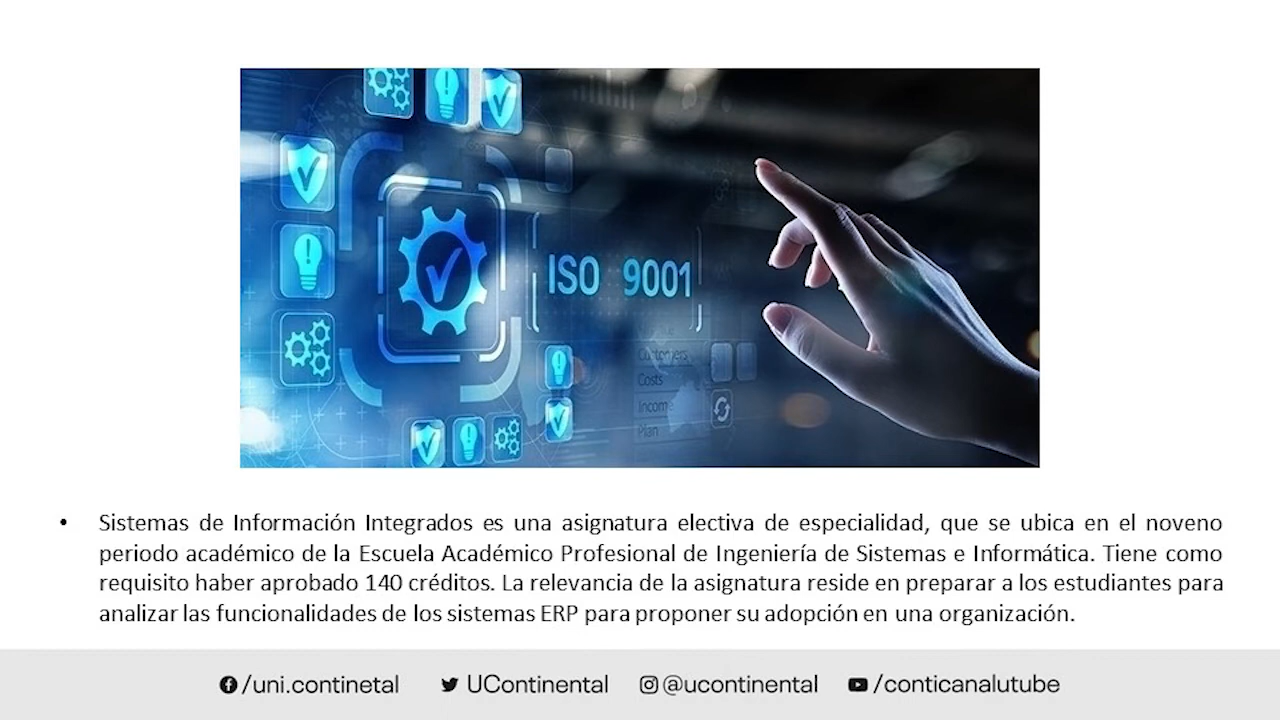 ISO 9001
Customers
Costs
Income
Plan
• Sistemas de Información Integrados es una asignatura electiva de especialidad, que se ubica en el noveno
periodo académico de la Escuela Académico Profesional de Ingeniería de Sistemas e Informática. Tiene como
requisito haber aprobado 140 créditos. La relevancia de la asignatura reside en preparar a los estudiantes para
analizar las funcionalidades de los sistemas ERP para proponer su adopción en una organización.
/uni.continetal UContinental @ucontinental /conticanalutube